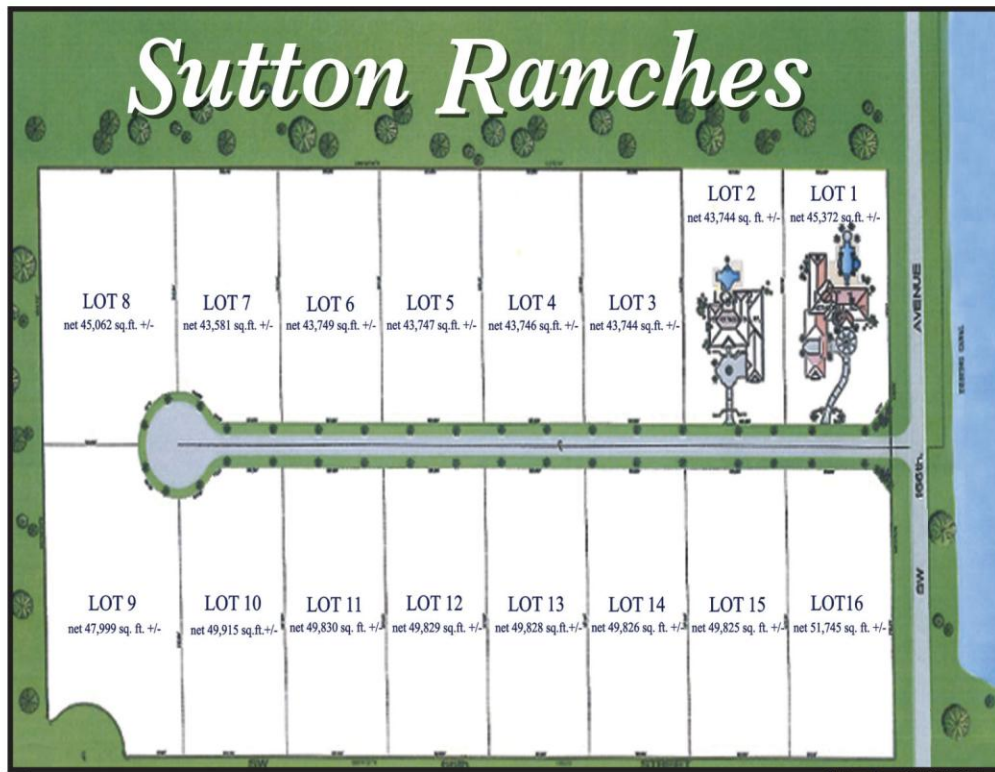 Sutton Ranches
LOT 2
net 43,744 sq. ft. +/-
LOT 1
net 45,372 sq. ft. +/-
LOT 8
net 45,062 sq.ft. +/-
LOT 7
net 43,581 sq. ft. +/-
LOT 6
net 43,749 sq.ft. +/-
LOT 5
net 43,747 sq.ft. +/-
LOT 4
net 43,746 sq.ft. +/-
LOT 3
net 43,744 sq.ft. +/-
SW 166th. AVENUE
LOT 9
net 47,999 sq. ft. +/-
LOT 10
net 49,915 sq.ft.+/-
LOT 11
net 49,830 sq. ft. +/-
LOT 12
net 49,829 sq. ft. +/-
LOT 13
net 49,828 sq. ft. +/-
LOT 14
net 49,826 sq. ft. +/-
LOT 15
net 49,825 sq. ft. +/-
LOT16
net 51,745 sq. ft. +/-
SW 66th STREET